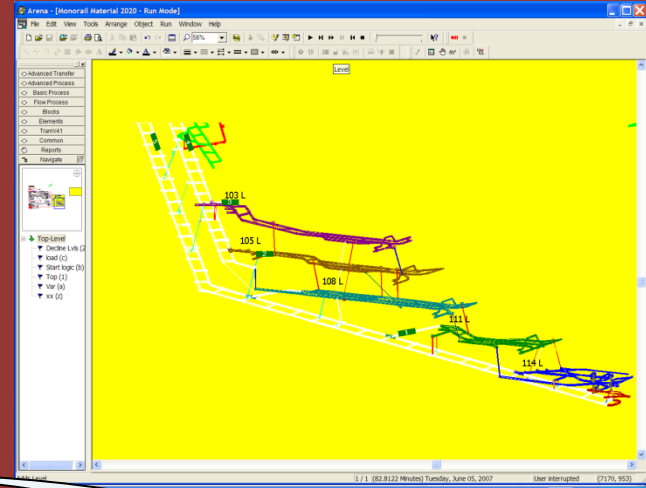 Arena - [Monorail Material 2020 - Run Mode]
File Edit View Tools Arrange Object Run Window Help
66%
Advanced Transfer
Advanced Process
Basic Process
Flow Process
Blocks
Elements
TramV41
Common
Reports
Navigate
Top-Level
Decline Lvls (2
load (c)
Start logic (b)
Top (1)
Var (a)
xx (z)
Level
103 L
105 L
108 L
111 L
114 L
1 / 1 (82.8122 Minutes) Tuesday, June 05, 2007 User interrupted (7170, 953)